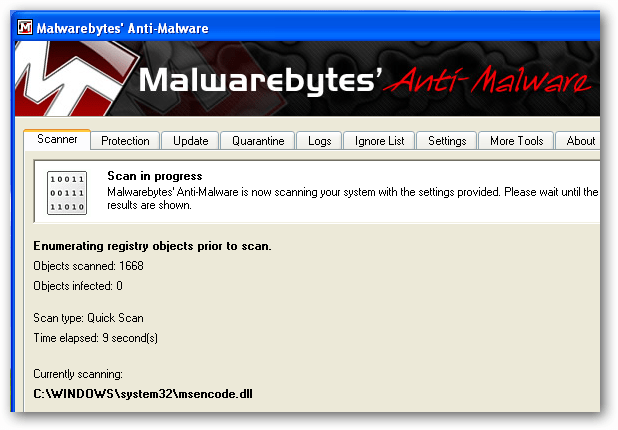 Malwarebytes' Anti-Malware
Malwarebytes' Anti-Malware
Scanner Protection Update Quarantine Logs Ignore List Settings More Tools About
10011
00111
11010
Scan in progress
Malwarebytes' Anti-Malware is now scanning your system with the settings provided. Please wait until the
results are shown.
Enumerating registry objects prior to scan.
Objects scanned: 1668
Objects infected: 0
Scan type: Quick Scan
Time elapsed: 9 second(s)
Currently scanning:
C:\WINDOWS\system32\msencode.dll